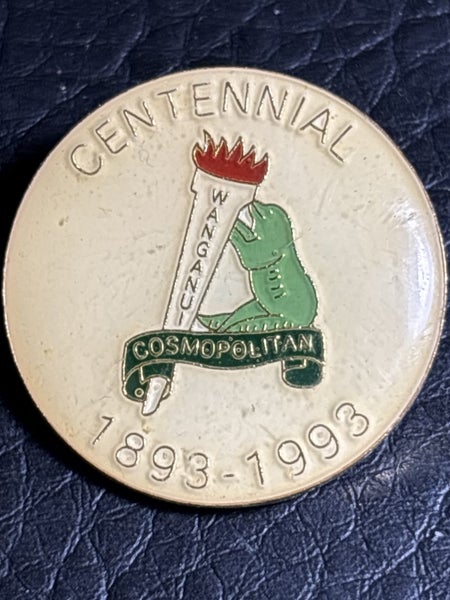 CENTENNIAL
WANGANUI
COSMOPOLITAN
1893-1993